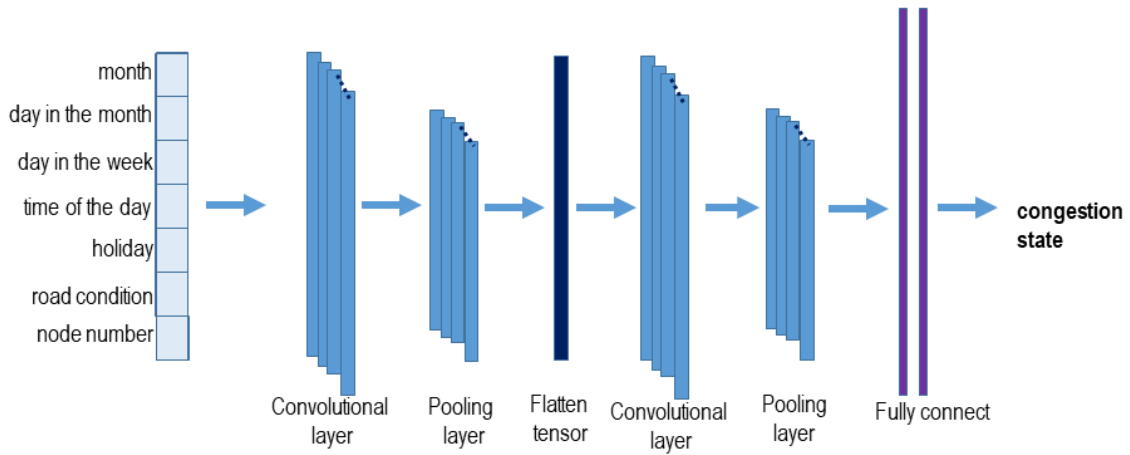 month
day in the month
day in the week
time of the day
holiday
road condition
node number
congestion
state
Convolutional
layer
Pooling
layer
Flatten
tensor
Convolutional
layer
Pooling
layer
Fully connect